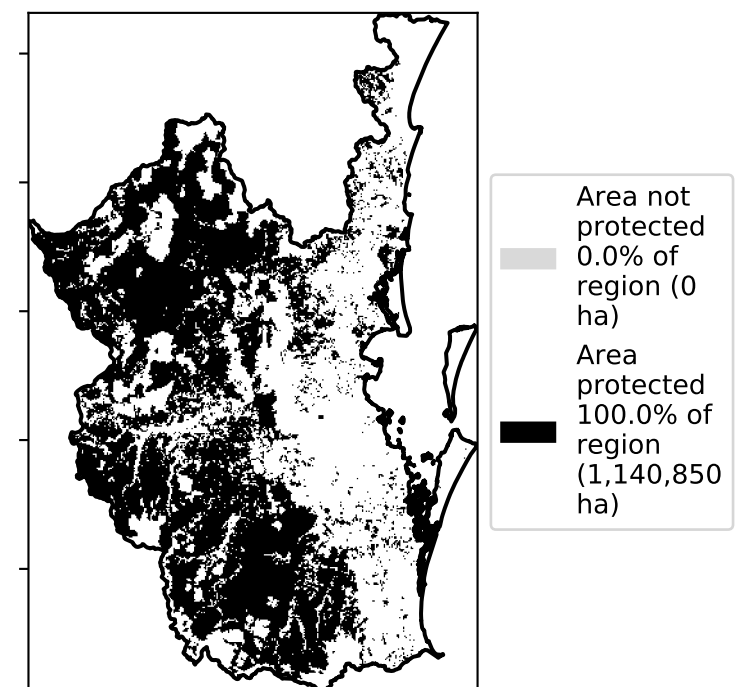 Area not
protected
0.0% of
region (0
ha)
Area
protected
100.0% of
region
(1,140,850
ha)